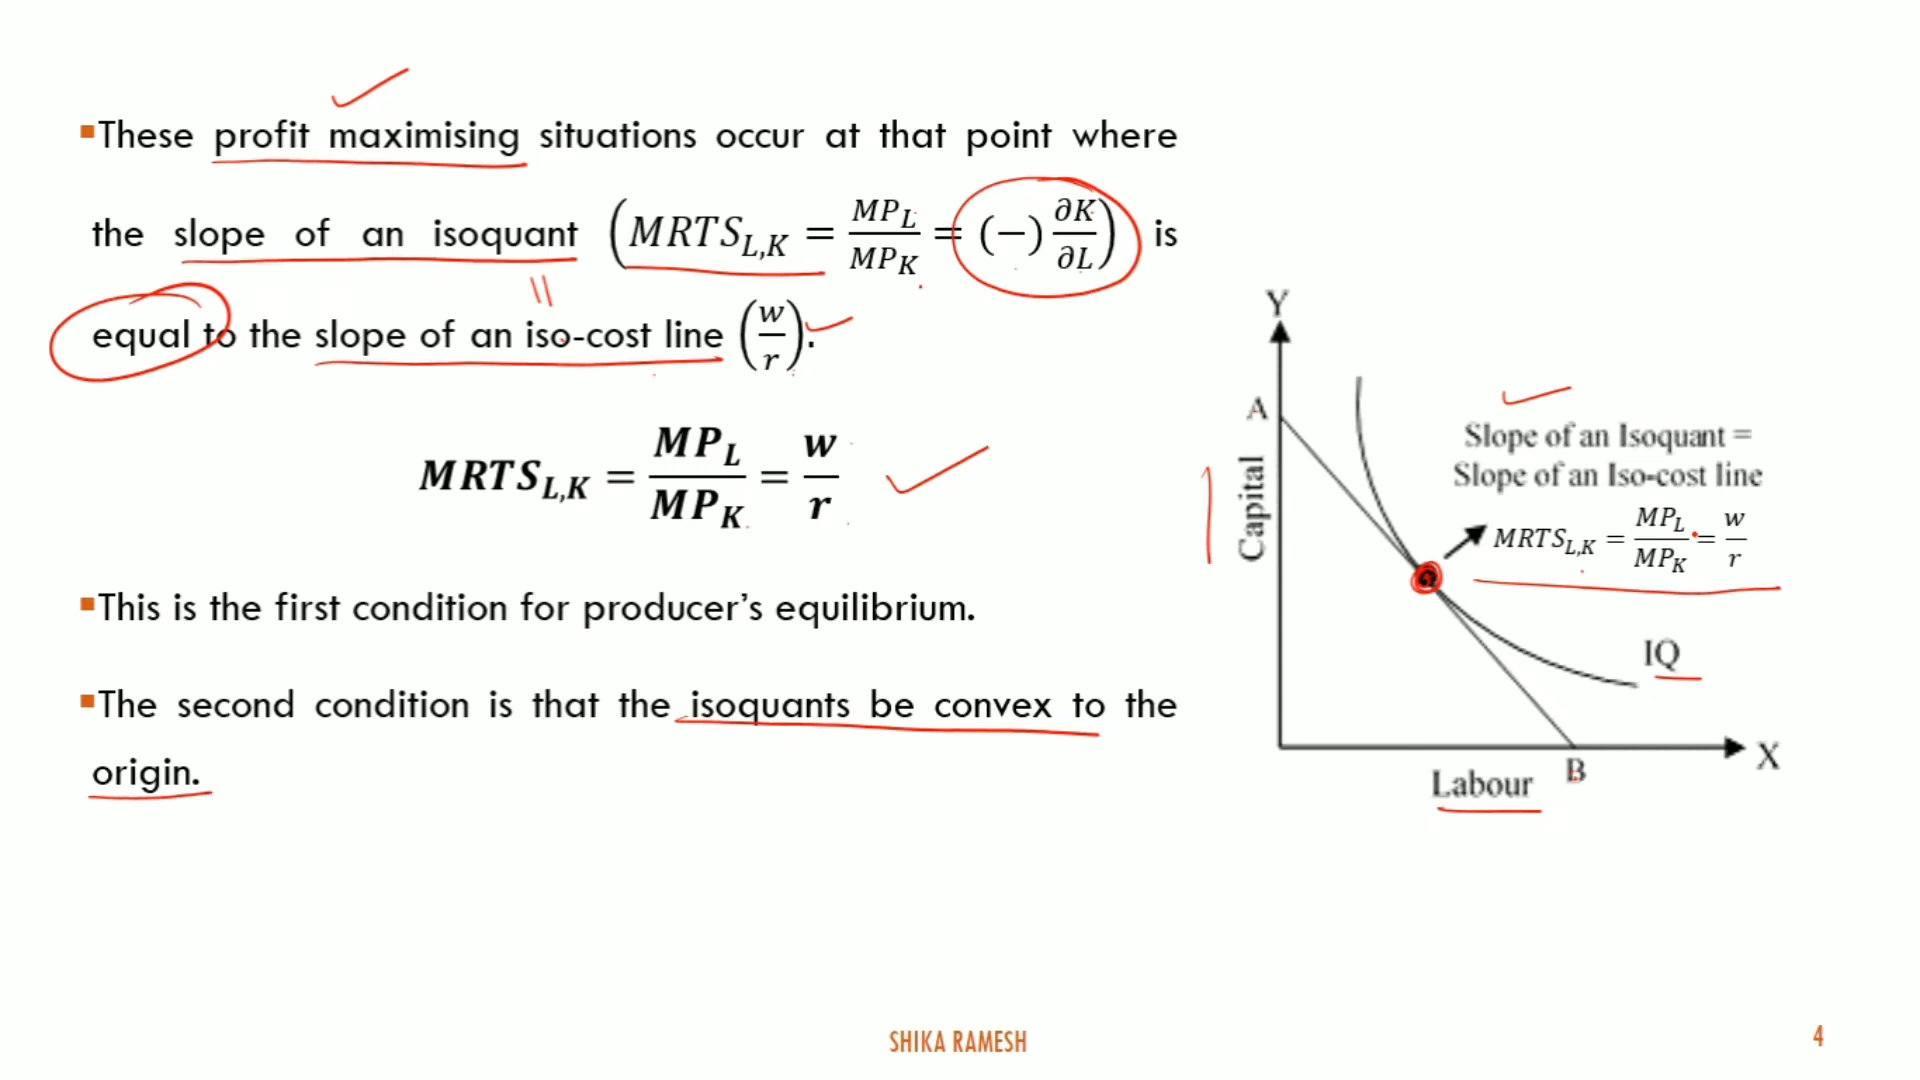 ▪These profit maximising situations occur at that point where
the slope of an isoquant (MRTS_{L,K} = MP_L/MP_K = (−) ∂K/∂L) is
equal to the slope of an iso-cost line (w/r).
MRTS_{L,K} = MP_L/MP_K = w/r
▪This is the first condition for producer’s equilibrium.
▪The second condition is that the isoquants be convex to the
origin.
Y
A
Capital
Slope of an Isoquant =
Slope of an Iso-cost line
MRTS_{L,K} = MP_L/MP_K = w/r
IQ
X
B
Labour
SHIKA RAMESH
4